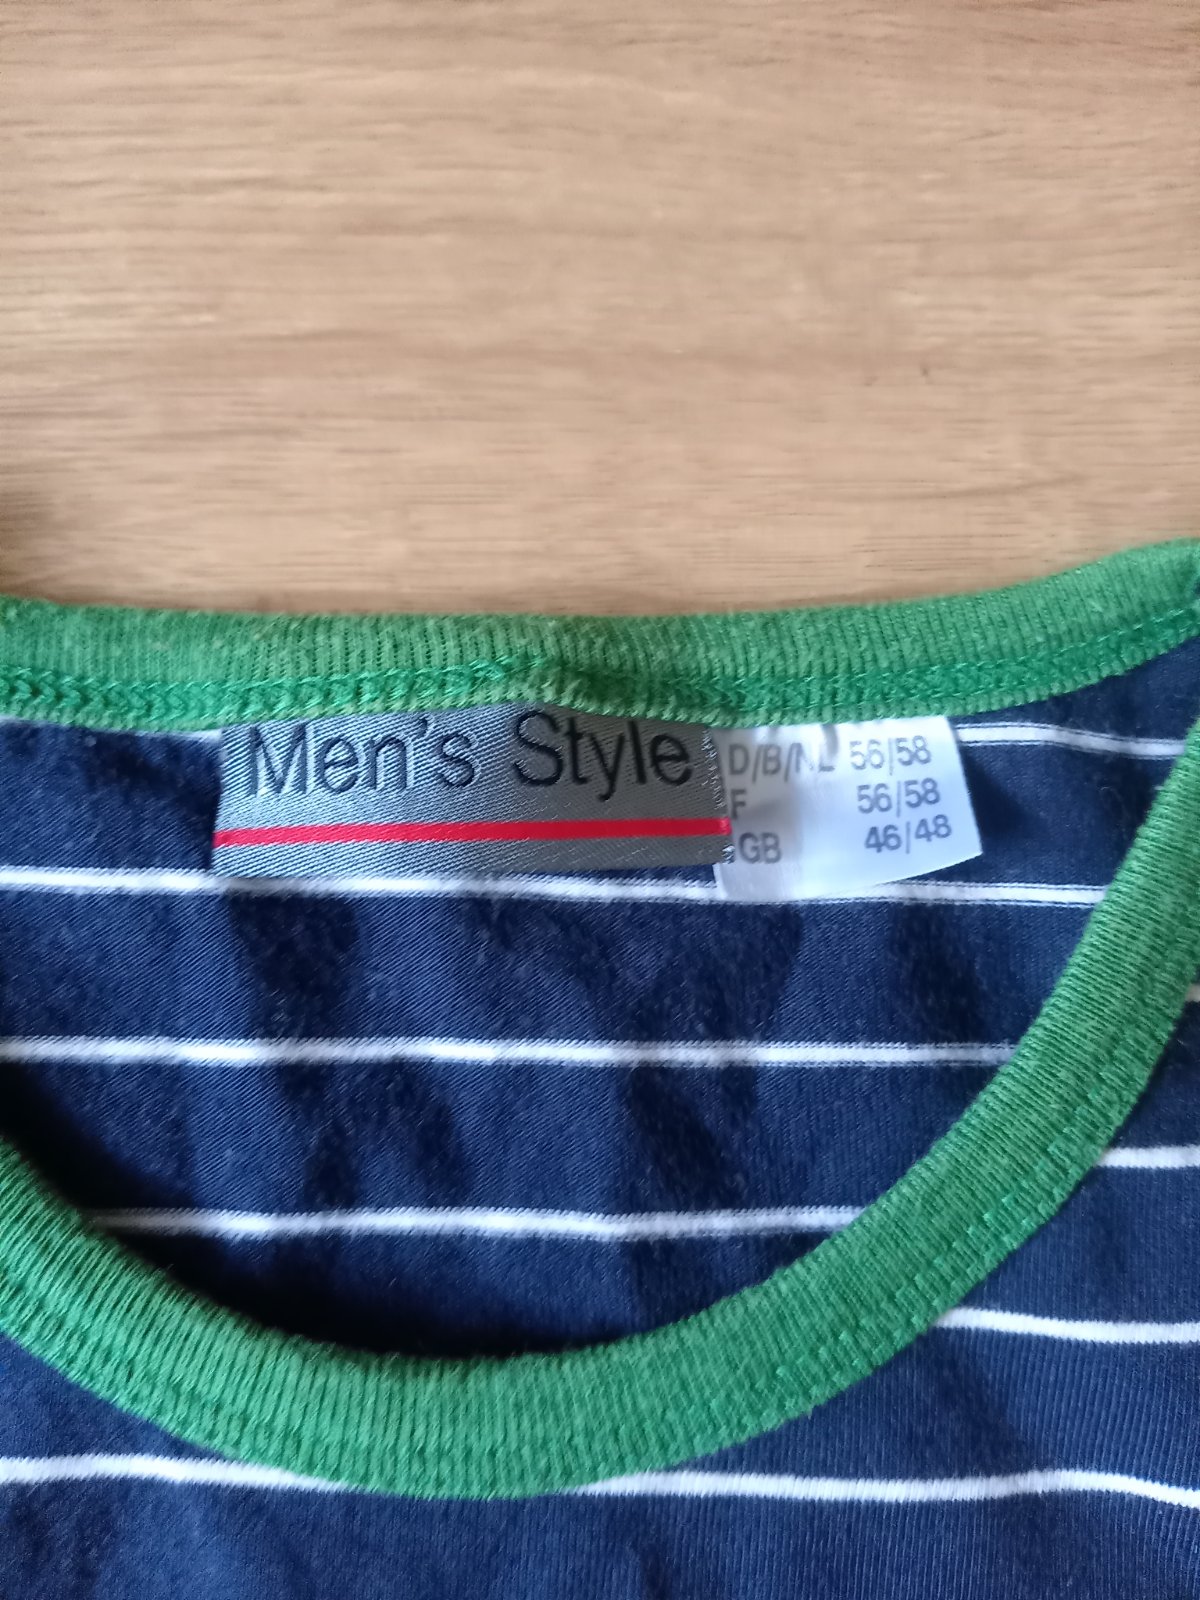 Men's Style
D/B/NL 56/58
F 56/58
GB 46/48